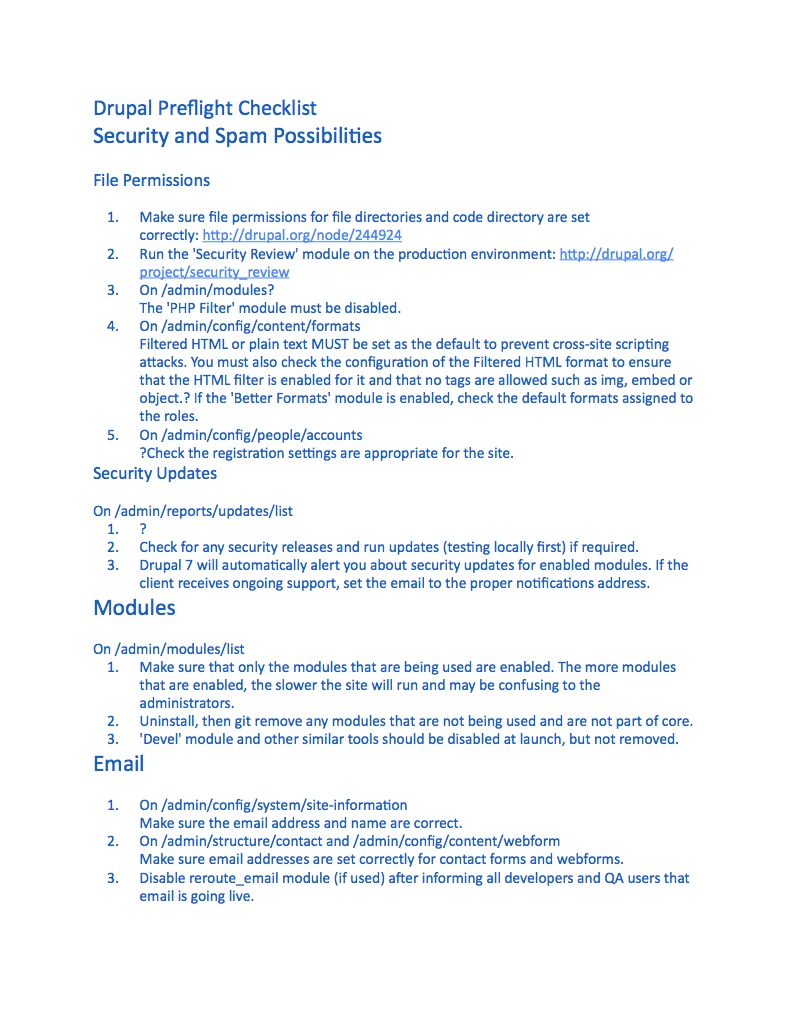 Drupal Preflight Checklist
Security and Spam Possibilities
File Permissions
1. Make sure file permissions for file directories and code directory are set
correctly: http://drupal.org/node/244924
2. Run the 'Security Review' module on the production environment: http://drupal.org/
project/security_review
3. On /admin/modules?
The 'PHP Filter' module must be disabled.
4. On /admin/config/content/formats
Filtered HTML or plain text MUST be set as the default to prevent cross-site scripting
attacks. You must also check the configuration of the Filtered HTML format to ensure
that the HTML filter is enabled for it and that no tags are allowed such as img, embed or
object.? If the 'Better Formats' module is enabled, check the default formats assigned to
the roles.
5. On /admin/config/people/accounts
?Check the registration settings are appropriate for the site.
Security Updates
On /admin/reports/updates/list
1. ?
2. Check for any security releases and run updates (testing locally first) if required.
3. Drupal 7 will automatically alert you about security updates for enabled modules. If the
client receives ongoing support, set the email to the proper notifications address.
Modules
On /admin/modules/list
1. Make sure that only the modules that are being used are enabled. The more modules
that are enabled, the slower the site will run and may be confusing to the
administrators.
2. Uninstall, then git remove any modules that are not being used and are not part of core.
3. 'Devel' module and other similar tools should be disabled at launch, but not removed.
Email
1. On /admin/config/system/site-information
Make sure the email address and name are correct.
2. On /admin/structure/contact and /admin/config/content/webform
Make sure email addresses are set correctly for contact forms and webforms.
3. Disable reroute_email module (if used) after informing all developers and QA users that
email is going live.